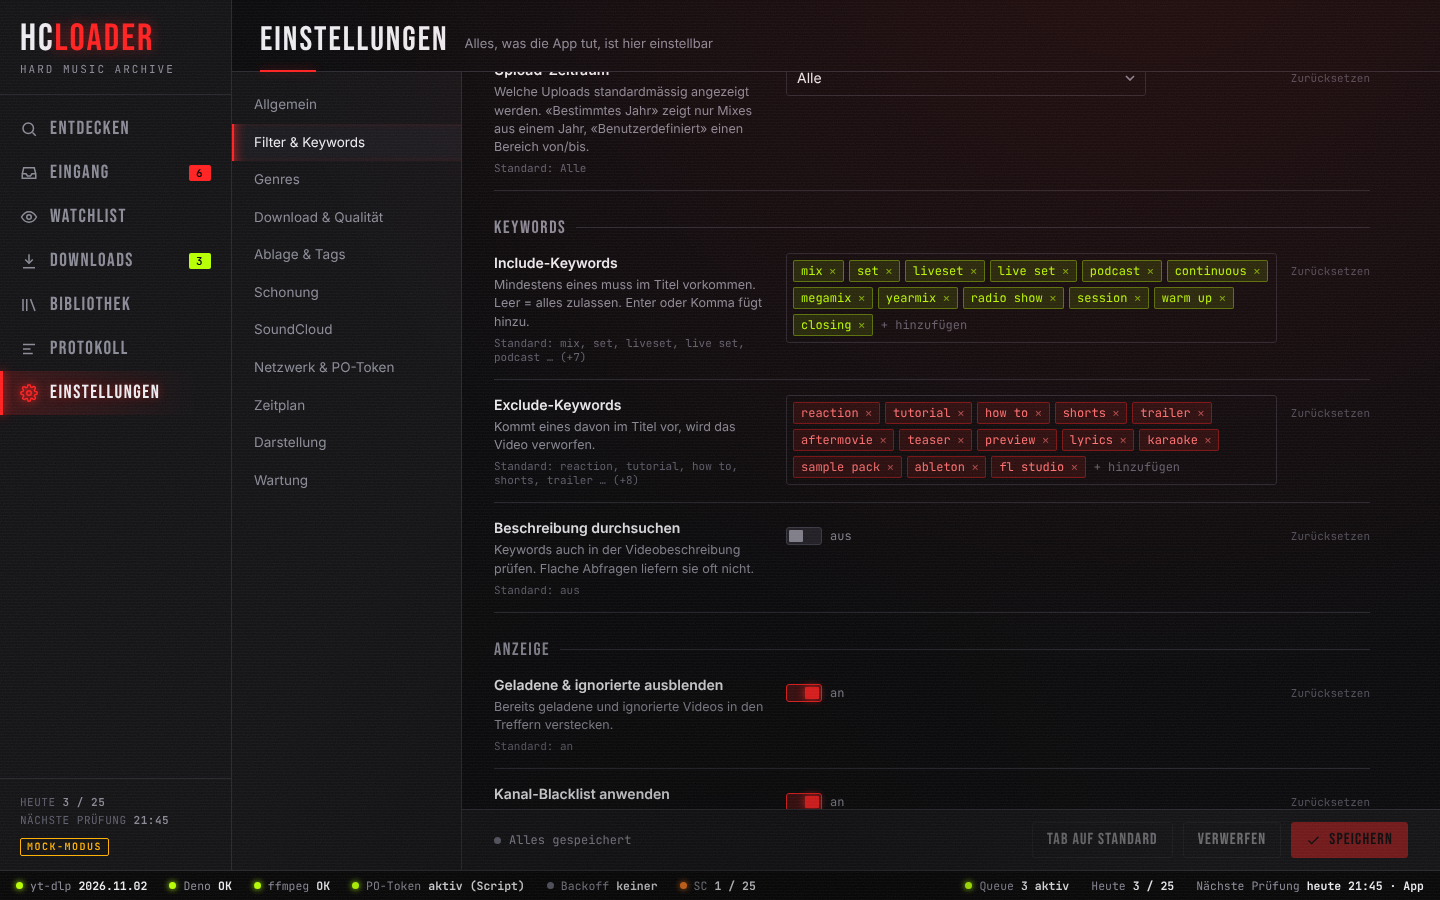 HCLOADER
HARD MUSIC ARCHIVE
ENTDECKEN
EINGANG 6
WATCHLIST
DOWNLOADS 3
BIBLIOTHEK
PROTOKOLL
EINSTELLUNGEN
HEUTE 3 / 25
NÄCHSTE PRÜFUNG 21:45
MOCK-MODUS
EINSTELLUNGEN Alles, was die App tut, ist hier einstellbar
Allgemein
Filter & Keywords
Genres
Download & Qualität
Ablage & Tags
Schonung
SoundCloud
Netzwerk & PO-Token
Zeitplan
Darstellung
Wartung
Upload-Zeitraum
Welche Uploads standardmässig angezeigt
werden. «Bestimmtes Jahr» zeigt nur Mixes
aus einem Jahr, «Benutzerdefiniert» einen
Bereich von/bis.
Standard: Alle
Alle
Zurücksetzen
KEYWORDS
Include-Keywords
Mindestens eines muss im Titel vorkommen.
Leer = alles zulassen. Enter oder Komma fügt
hinzu.
Standard: mix, set, liveset, live set,
podcast … (+7)
mix × set × liveset × live set × podcast × continuous ×
megamix × yearmix × radio show × session × warm up ×
closing × + hinzufügen
Zurücksetzen
Exclude-Keywords
Kommt eines davon im Titel vor, wird das
Video verworfen.
Standard: reaction, tutorial, how to,
shorts, trailer … (+8)
reaction × tutorial × how to × shorts × trailer ×
aftermovie × teaser × preview × lyrics × karaoke ×
sample pack × ableton × fl studio × + hinzufügen
Zurücksetzen
Beschreibung durchsuchen
Keywords auch in der Videobeschreibung
prüfen. Flache Abfragen liefern sie oft nicht.
Standard: aus
aus
Zurücksetzen
ANZEIGE
Geladene & ignorierte ausblenden
Bereits geladene und ignorierte Videos in den
Treffern verstecken.
Standard: an
an
Zurücksetzen
Kanal-Blacklist anwenden
an
Zurücksetzen
Alles gespeichert
TAB AUF STANDARD
VERWERFEN
SPEICHERN
yt-dlp 2026.11.02 Deno OK ffmpeg OK PO-Token aktiv (Script) Backoff keiner SC 1 / 25 Queue 3 aktiv Heute 3 / 25 Nächste Prüfung heute 21:45 · App